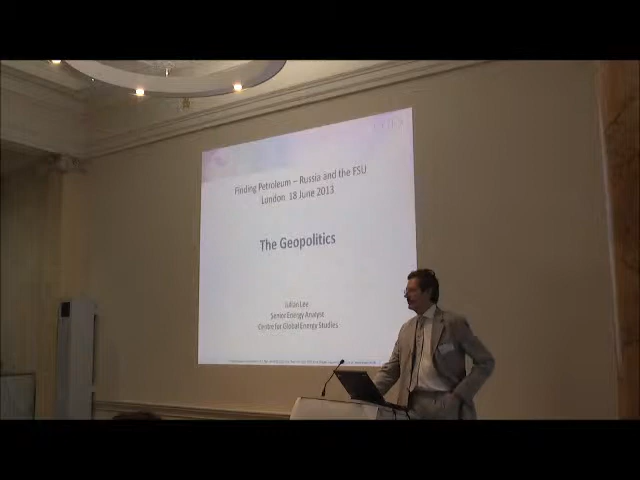 Finding Petroleum – Russia and the FSU
London 18 June 2013
The Geopolitics
Julian Lee
Senior Energy Analyst
Centre for Global Energy Studies